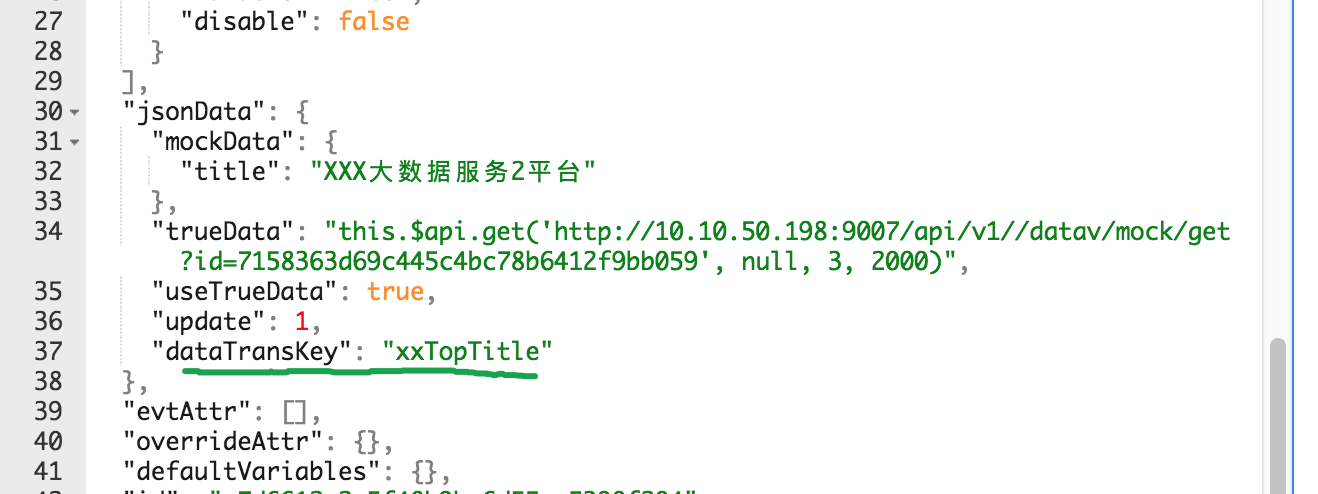 27 "disable": false
28 }
29 ],
30 "jsonData": {
31 "mockData": {
32 "title": "XXX大数据服务2平台"
33 },
34 "trueData": "this.$api.get('http://10.10.50.198:9007/api/v1//datav/mock/get
?id=7158363d69c445c4bc78b6412f9bb059', null, 3, 2000)",
35 "useTrueData": true,
36 "update": 1,
37 "dataTransKey": "xxTopTitle"
38 },
39 "evtAttr": [],
40 "overrideAttr": {},
41 "defaultVariables": {},